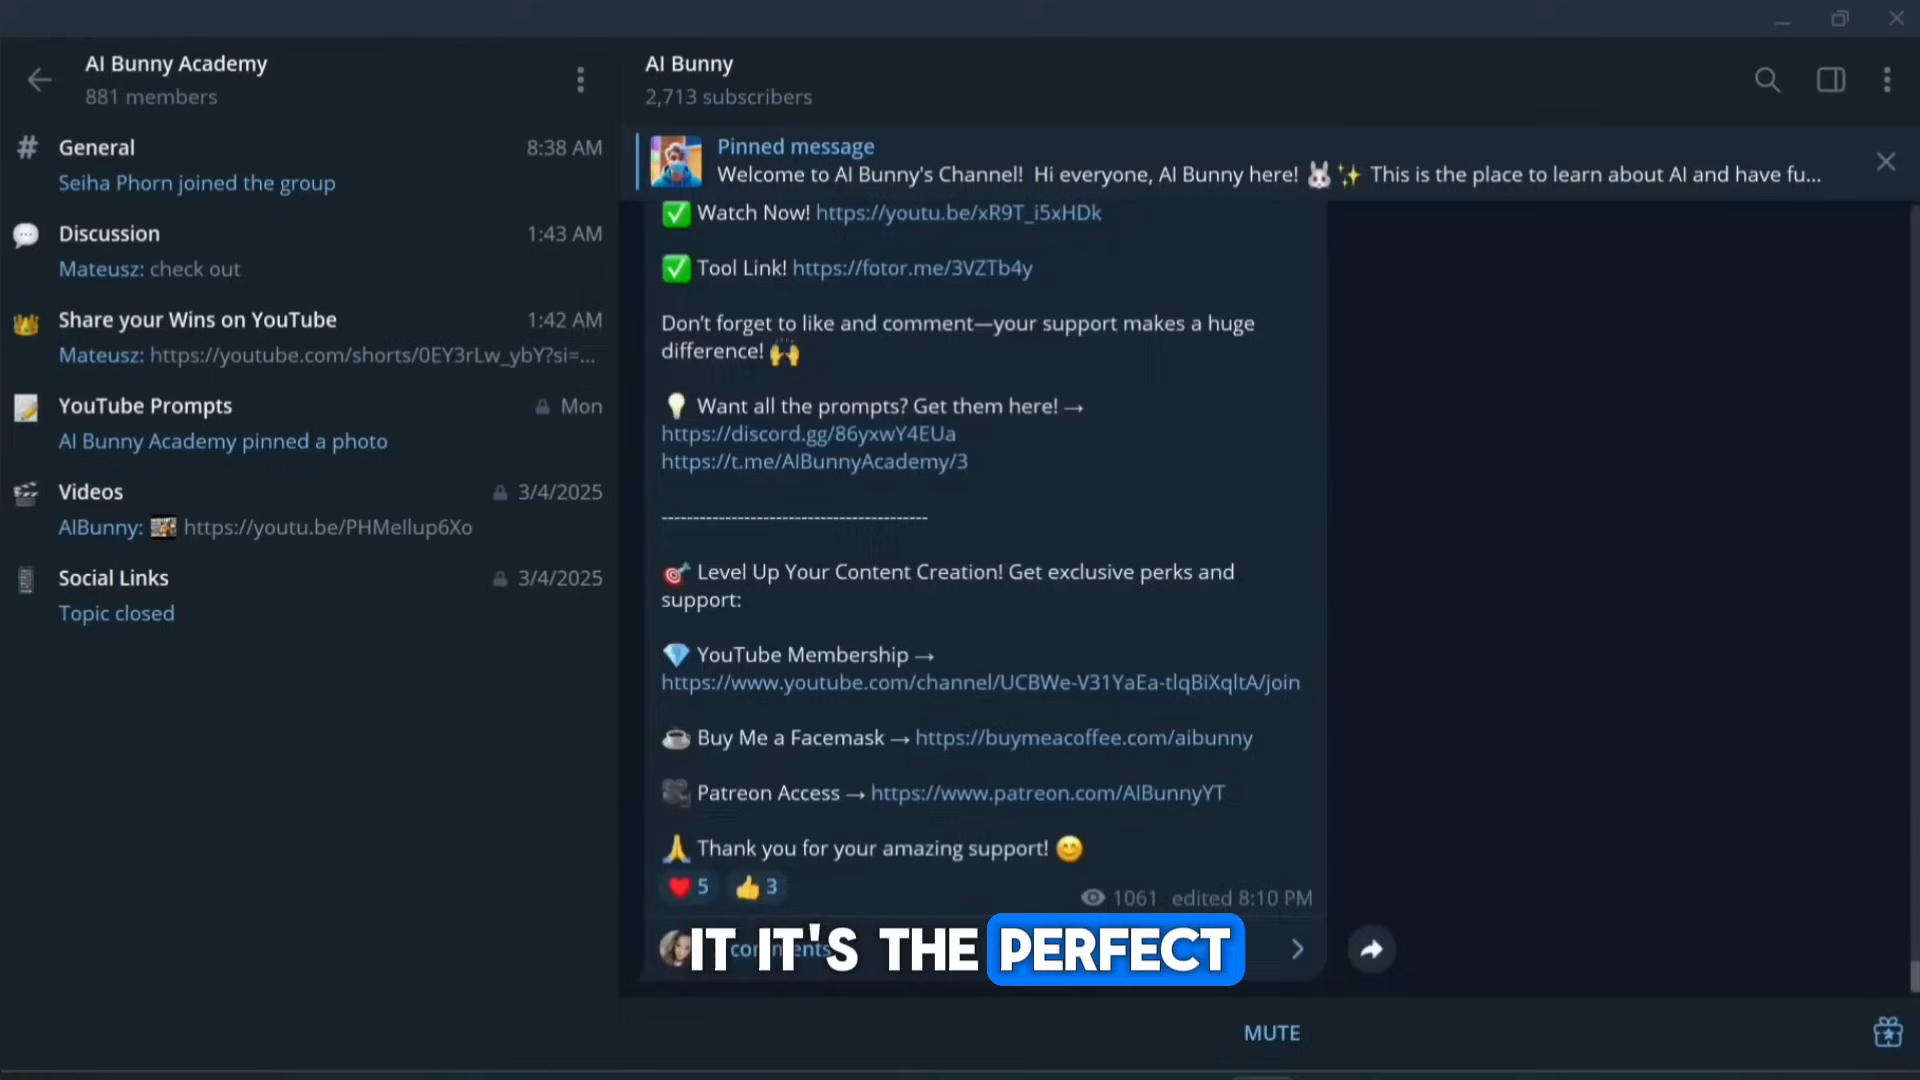 AI Bunny Academy
881 members
General
8:38 AM
Seiha Phorn joined the group
Discussion
1:43 AM
Mateusz: check out
Share your Wins on YouTube
1:42 AM
Mateusz: https://youtube.com/shorts/0EY3rLw_ybY?si=...
YouTube Prompts
Mon
AI Bunny Academy pinned a photo
Videos
3/4/2025
AIBunny: https://youtu.be/PHMeIlup6Xo
Social Links
3/4/2025
Topic closed
AI Bunny
2,713 subscribers
Pinned message
Welcome to AI Bunny's Channel! Hi everyone, AI Bunny here! 🐰✨ This is the place to learn about AI and have fu...
✅ Watch Now! https://youtu.be/xR9T_i5xHDk
✅ Tool Link! https://fotor.me/3VZTb4y
Don't forget to like and comment—your support makes a huge
difference! 🙌
💡 Want all the prompts? Get them here! →
https://discord.gg/86yxwY4EUa
https://t.me/AIBunnyAcademy/3
----------------------------------------
🎯 Level Up Your Content Creation! Get exclusive perks and
support:
💎 YouTube Membership →
https://www.youtube.com/channel/UCBWe-V31YaEa-tlqBiXqltA/join
☕ Buy Me a Facemask → https://buymeacoffee.com/aibunny
🎥 Patreon Access → https://www.patreon.com/AIBunnyYT
🙏 Thank you for your amazing support! 😊
❤️ 5 👍 3
1061 edited 8:10 PM
comments
IT IT'S THE PERFECT
MUTE